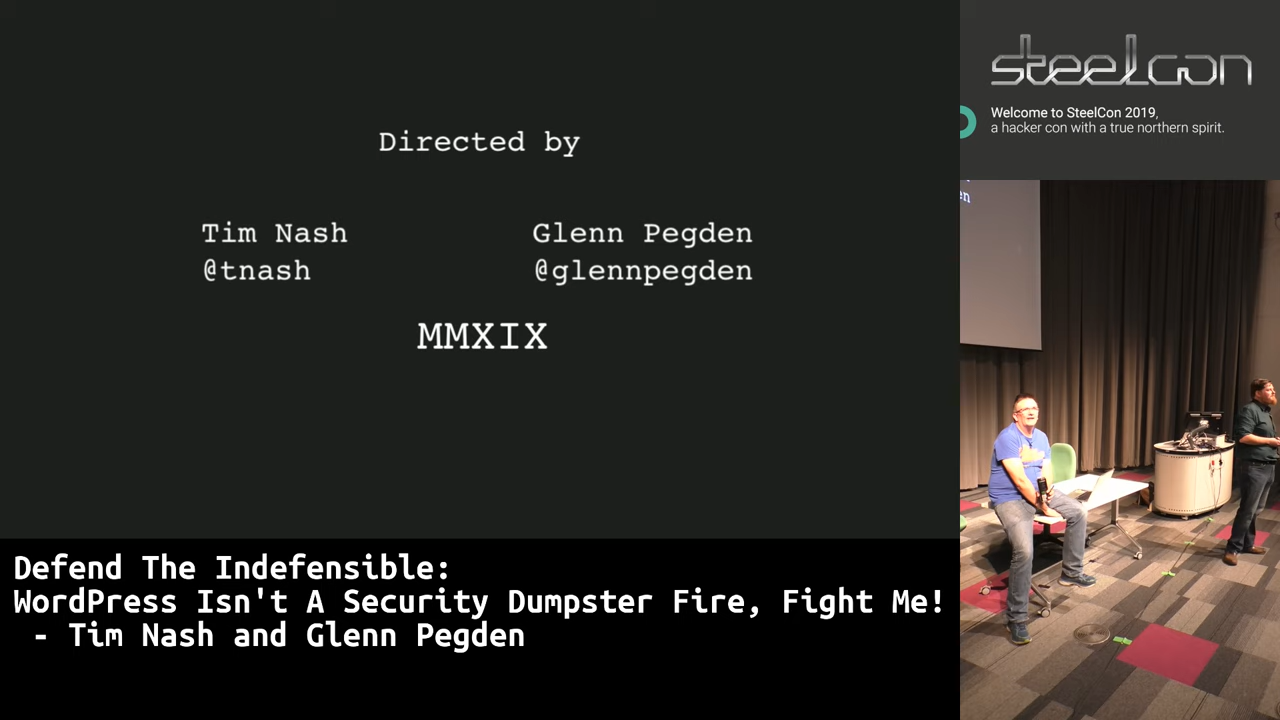 Directed by
Tim Nash
Glenn Pegden
@tnash
@glennpegden
MMXIX
Defend The Indefensible:
WordPress Isn't A Security Dumpster Fire, Fight Me!
- Tim Nash and Glenn Pegden
steelcon
Welcome to SteelCon 2019,
a hacker con with a true northern spirit.
en